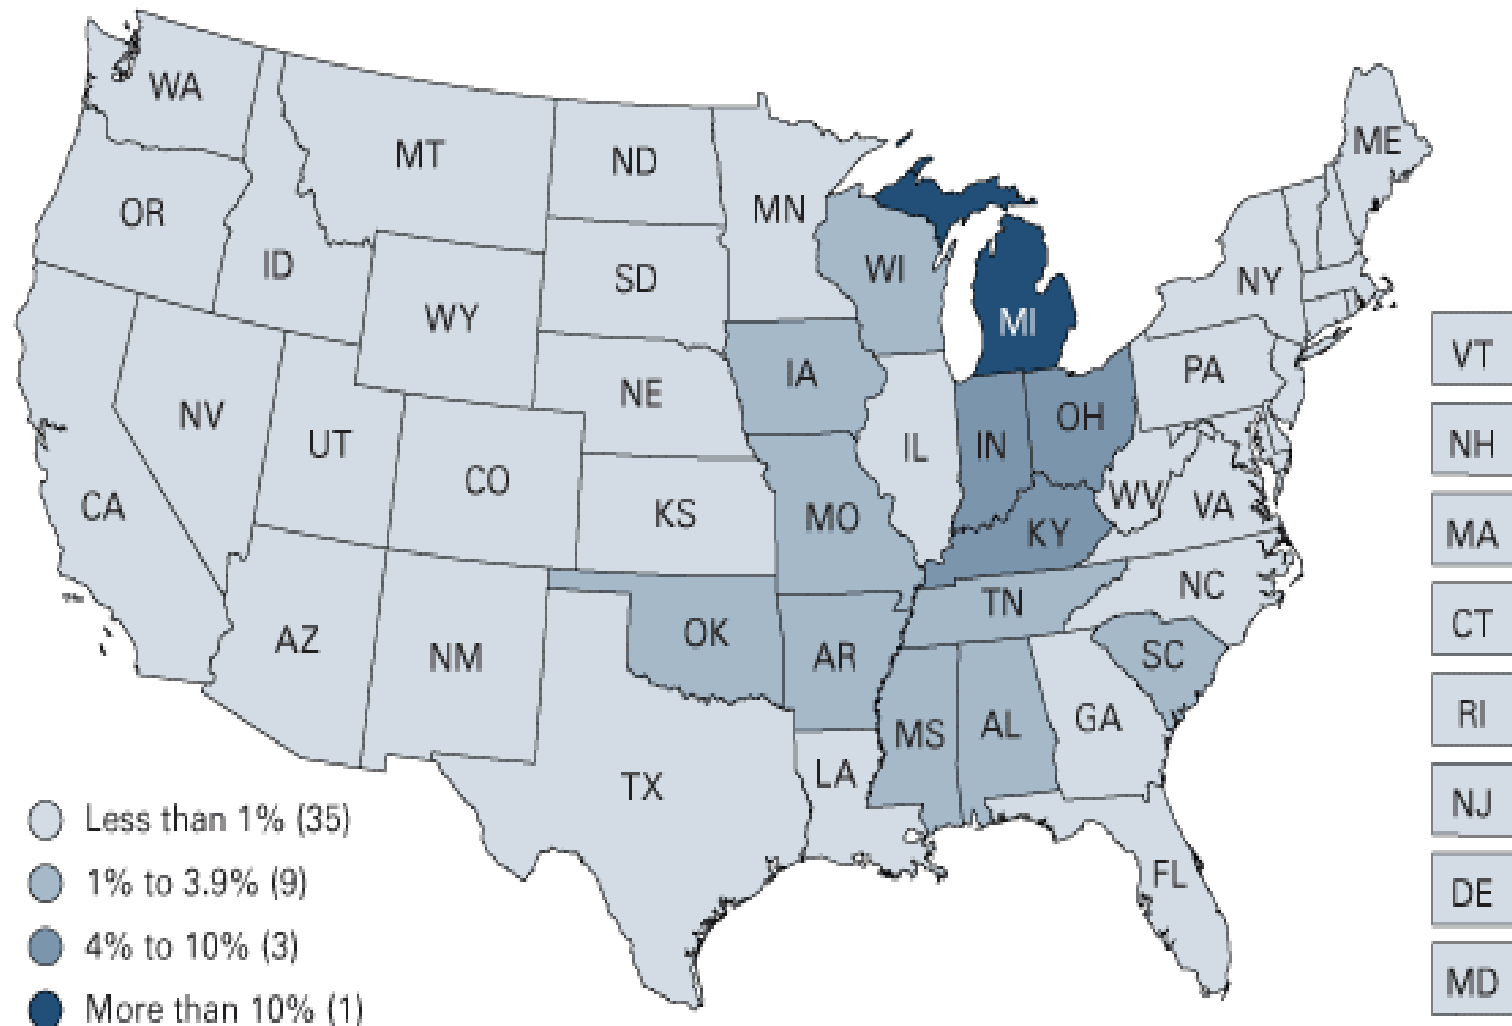 WA
MT
ND
MN
ME
OR
ID
SD
WI
NY
WY
MI
VT
IA
PA
NE
NV
OH
NH
UT
IL
IN
CO
CA
WV
VA
KS
MO
KY
MA
NC
TN
CT
AZ
OK
NM
AR
SC
RI
MS
AL
GA
TX
LA
NJ
FL
DE
MD
Less than 1% (35)
1% to 3.9% (9)
4% to 10% (3)
More than 10% (1)